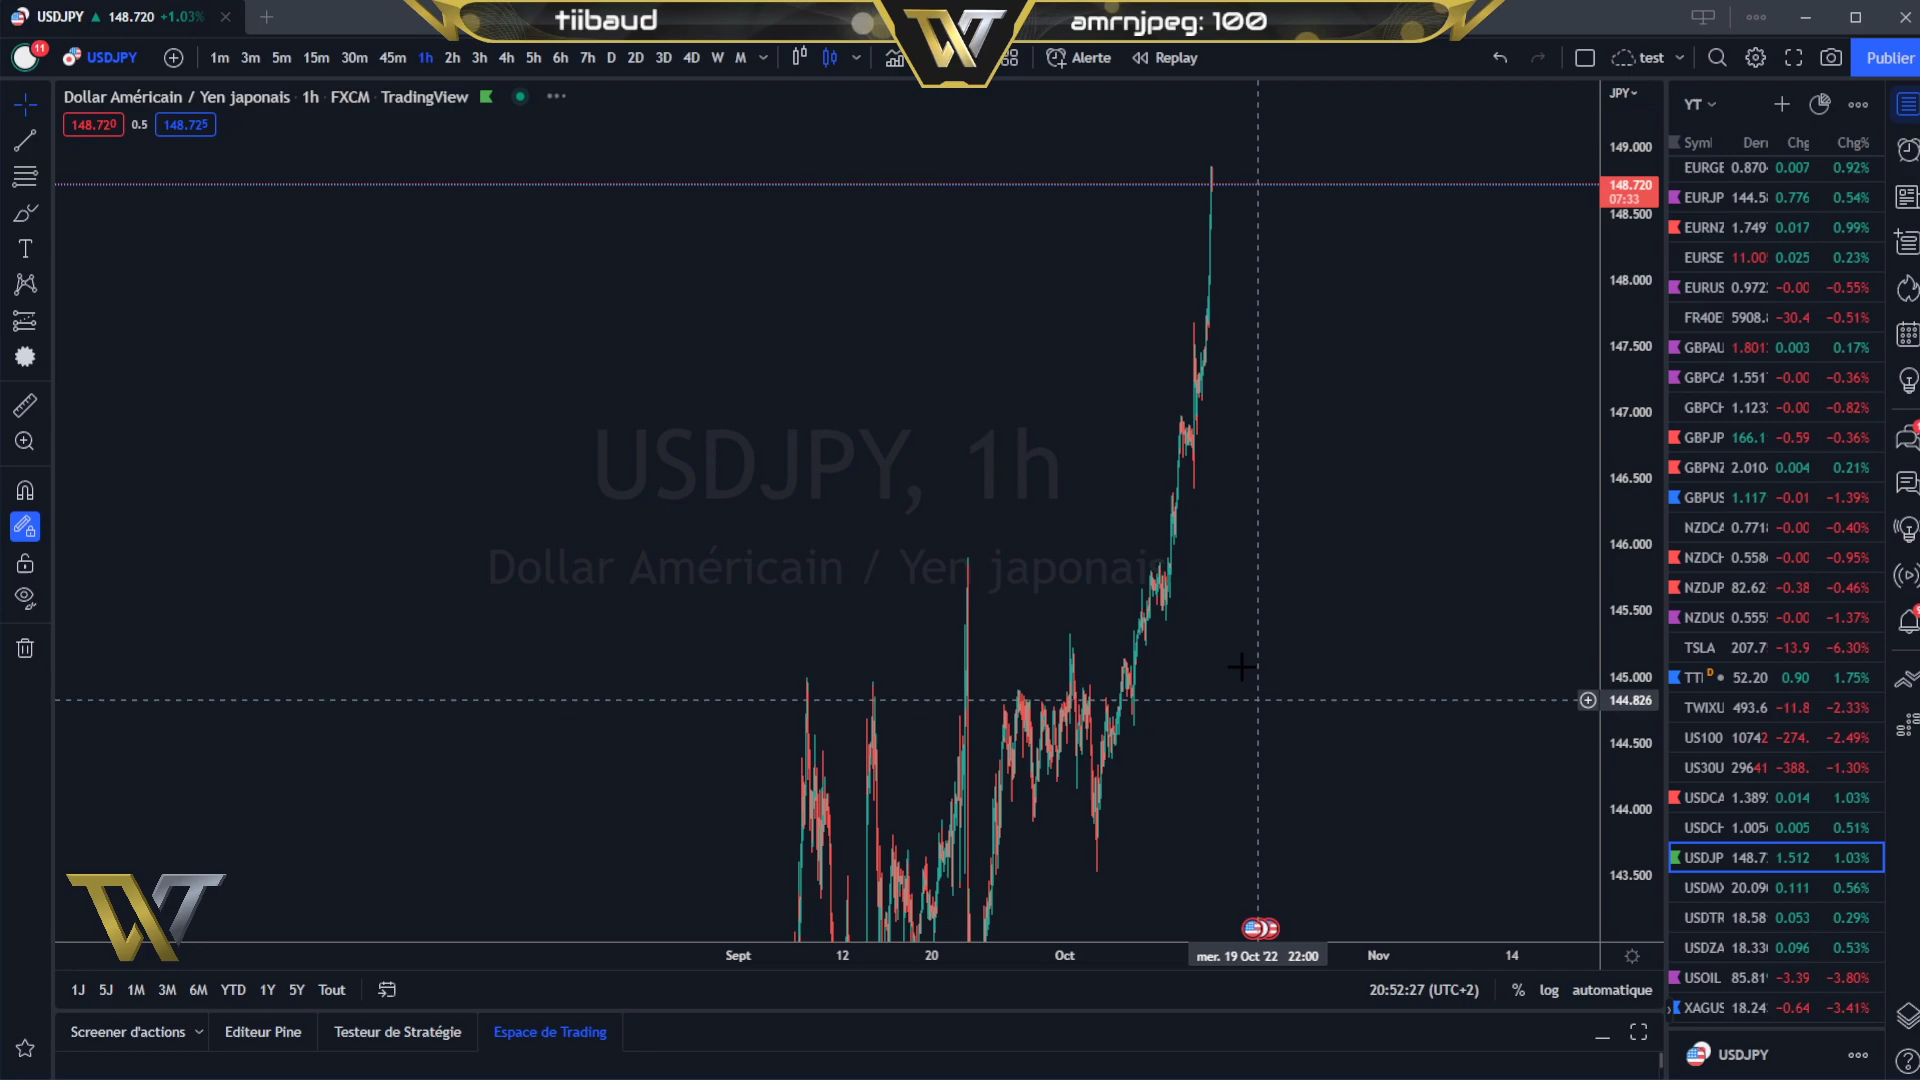 USDJPY ▲ 148.720 +1.03%
tiibaud
amrnjpeg: 100
11
USDJPY
1m 3m 5m 15m 30m 45m 1h 2h 3h 4h 5h 6h 7h D 2D 3D 4D W M
Alerte
Replay
test
Publier
Dollar Américain / Yen japonais · 1h · FXCM · TradingView
148.720 0.5 148.725
JPY
149.000
148.720
07:33
148.500
148.000
147.500
147.000
146.500
146.000
145.500
145.000
144.826
144.500
144.000
143.500
USDJPY, 1h
Dollar Américain / Yen japonais
Sept 12 20 Oct mer. 19 Oct '22 22:00 Nov 14
1J 5J 1M 3M 6M YTD 1Y 5Y Tout
20:52:27 (UTC+2) % log automatique
Screener d'actions
Editeur Pine
Testeur de Stratégie
Espace de Trading
WT
YT
Syml Der Chg Chg%
EURGE 0.870 0.007 0.92%
EURJP 144.5 0.776 0.54%
EURNZ 1.749 0.017 0.99%
EURSE 11.00 0.025 0.23%
EURUS 0.972 −0.00 −0.55%
FR40E 5908. −30.4 −0.51%
GBPAU 1.801 0.003 0.17%
GBPCA 1.551 −0.00 −0.36%
GBPCH 1.123 −0.00 −0.82%
GBPJP 166.1 −0.59 −0.36%
GBPNZ 2.010 0.004 0.21%
GBPUS 1.117 −0.01 −1.39%
NZDCA 0.771 −0.00 −0.40%
NZDCH 0.558 −0.00 −0.95%
NZDJP 82.62 −0.38 −0.46%
NZDUS 0.555 −0.00 −1.37%
TSLA 207.7 −13.9 −6.30%
TTI D 52.20 0.90 1.75%
TWIXU 493.6 −11.8 −2.33%
US100 10742 −274. −2.49%
US30U 29641 −388. −1.30%
USDCA 1.389 0.014 1.03%
USDCH 1.005 0.005 0.51%
USDJP 148.7 1.512 1.03%
USDMX 20.09 0.111 0.56%
USDTR 18.58 0.053 0.29%
USDZA 18.33 0.096 0.53%
USOIL 85.81 −3.39 −3.80%
XAGUS 18.24 −0.64 −3.41%
USDJPY